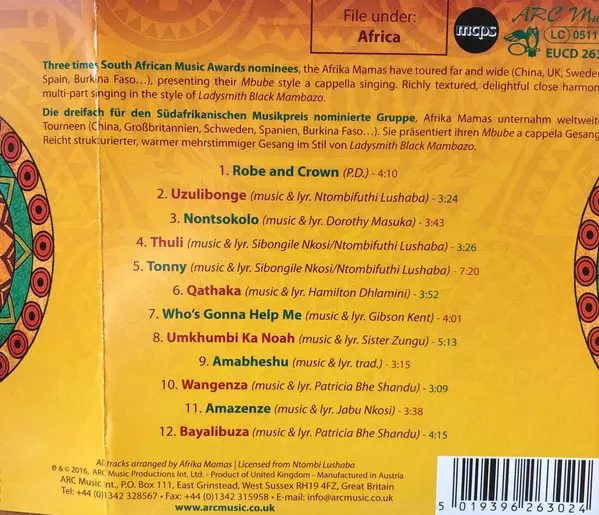 File under:
Africa
mcps
ARC Mu
LC 0511
EUCD 263
Three times South African Music Awards nominees, the Afrika Mamas have toured far and wide (China, UK, Sweden
Spain, Burkina Faso...), presenting their Mbube style a cappella singing. Richly textured, delightful close harmon
multi-part singing in the style of Ladysmith Black Mambazo.
Die dreifach für den Südafrikanischen Musikpreis nominierte Gruppe, Afrika Mamas unternahm weltweite
Tourneen (China, Großbritannien, Schweden, Spanien, Burkina Faso...). Sie präsentiert ihren Mbube a cappela Gesang
Reicht strukturierter, warmer mehrstimmiger Gesang im Stil von Ladysmith Black Mambazo.
1. Robe and Crown (P.D.) - 4:10
2. Uzulibonge (music & lyr. Ntombifuthi Lushaba) - 3:24
3. Nontsokolo (music & lyr. Dorothy Masuka) - 3:43
4. Thuli (music & lyr. Sibongile Nkosi/Ntombifuthi Lushaba) - 3:26
5. Tonny (music & lyr. Sibongile Nkosi/Ntombifuthi Lushaba) - 7:20
6. Qathaka (music & lyr. Hamilton Dhlamini) - 3:52
7. Who's Gonna Help Me (music & lyr. Gibson Kent) - 4:01
8. Umkhumbi Ka Noah (music & lyr. Sister Zungu) - 5:13
9. Amabheshu (music & lyr. trad.) - 3:15
10. Wangenza (music & lyr. Patricia Bhe Shandu) - 3:09
11. Amazenze (music & lyr. Jabu Nkosi) - 3:38
12. Bayalibuza (music & lyr. Patricia Bhe Shandu) - 4:15
All tracks arranged by Afrika Mamas | Licensed from Ntombi Lushaba
℗ & © 2016, ARC Music Productions Int. Ltd. - Product of United Kingdom - Manufactured in Austria
ARC Music Int., P.O. Box 111, East Grinstead, West Sussex RH19 4FZ, Great Britain
Tel: +44 (0)1342 328567 • Fax: +44 (0)1342 315958 - E-mail: info@arcmusic.co.uk
www.arcmusic.co.uk
5 019396 263024